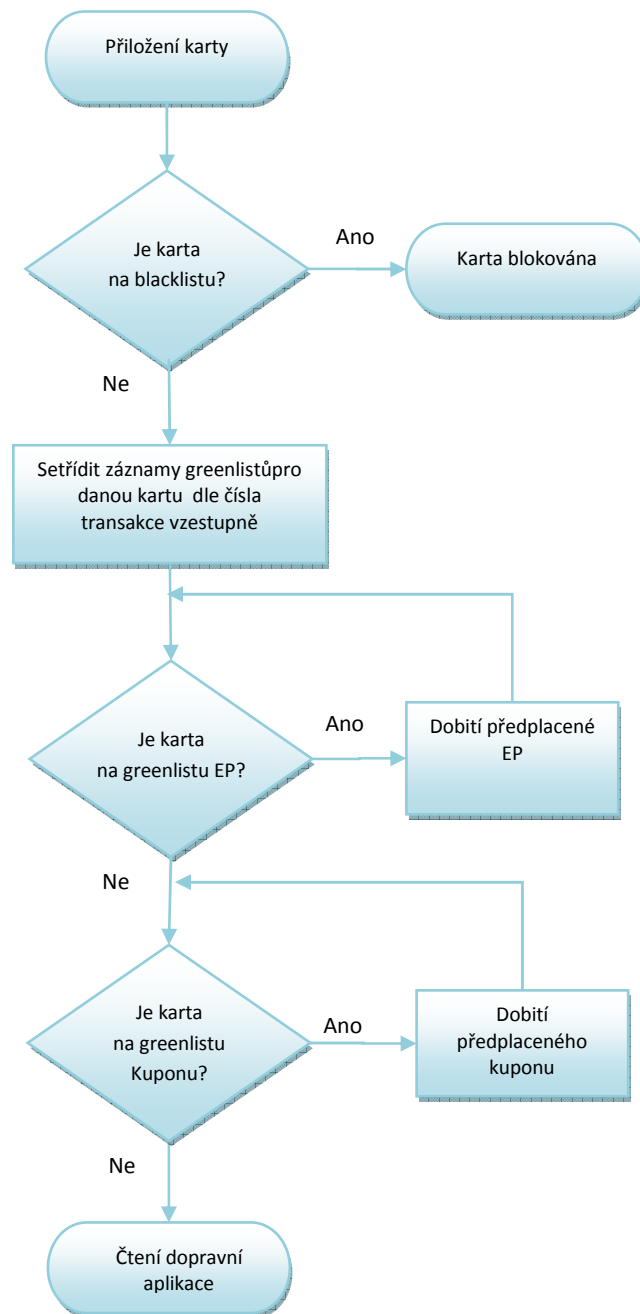 Přiložení karty
Je karta
na blacklistu?
Ano
Karta blokována
Ne
Setřídit záznamy greenlistůpro
danou kartu dle čísla
transakce vzestupně
Je karta
na greenlistu EP?
Ano
Dobití předplacené
EP
Ne
Je karta
na greenlistu
Kuponu?
Ano
Dobití
předplaceného
kuponu
Ne
Čtení dopravní
aplikace